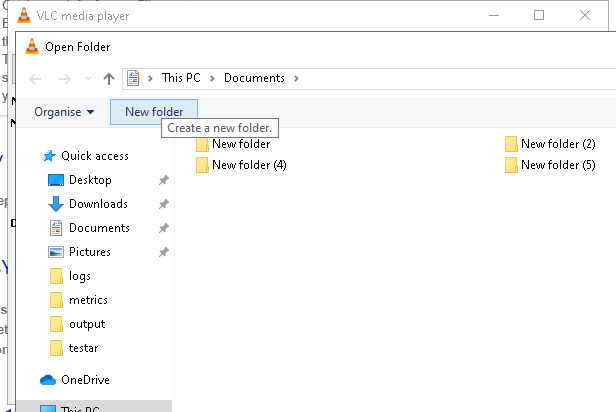 VLC media player
Open Folder
This PC > Documents >
Organise New folder
Create a new folder.
New folder New folder (2)
New folder (4) New folder (5)
Quick access
Desktop
Downloads
Documents
Pictures
logs
metrics
output
testar
OneDrive
This PC